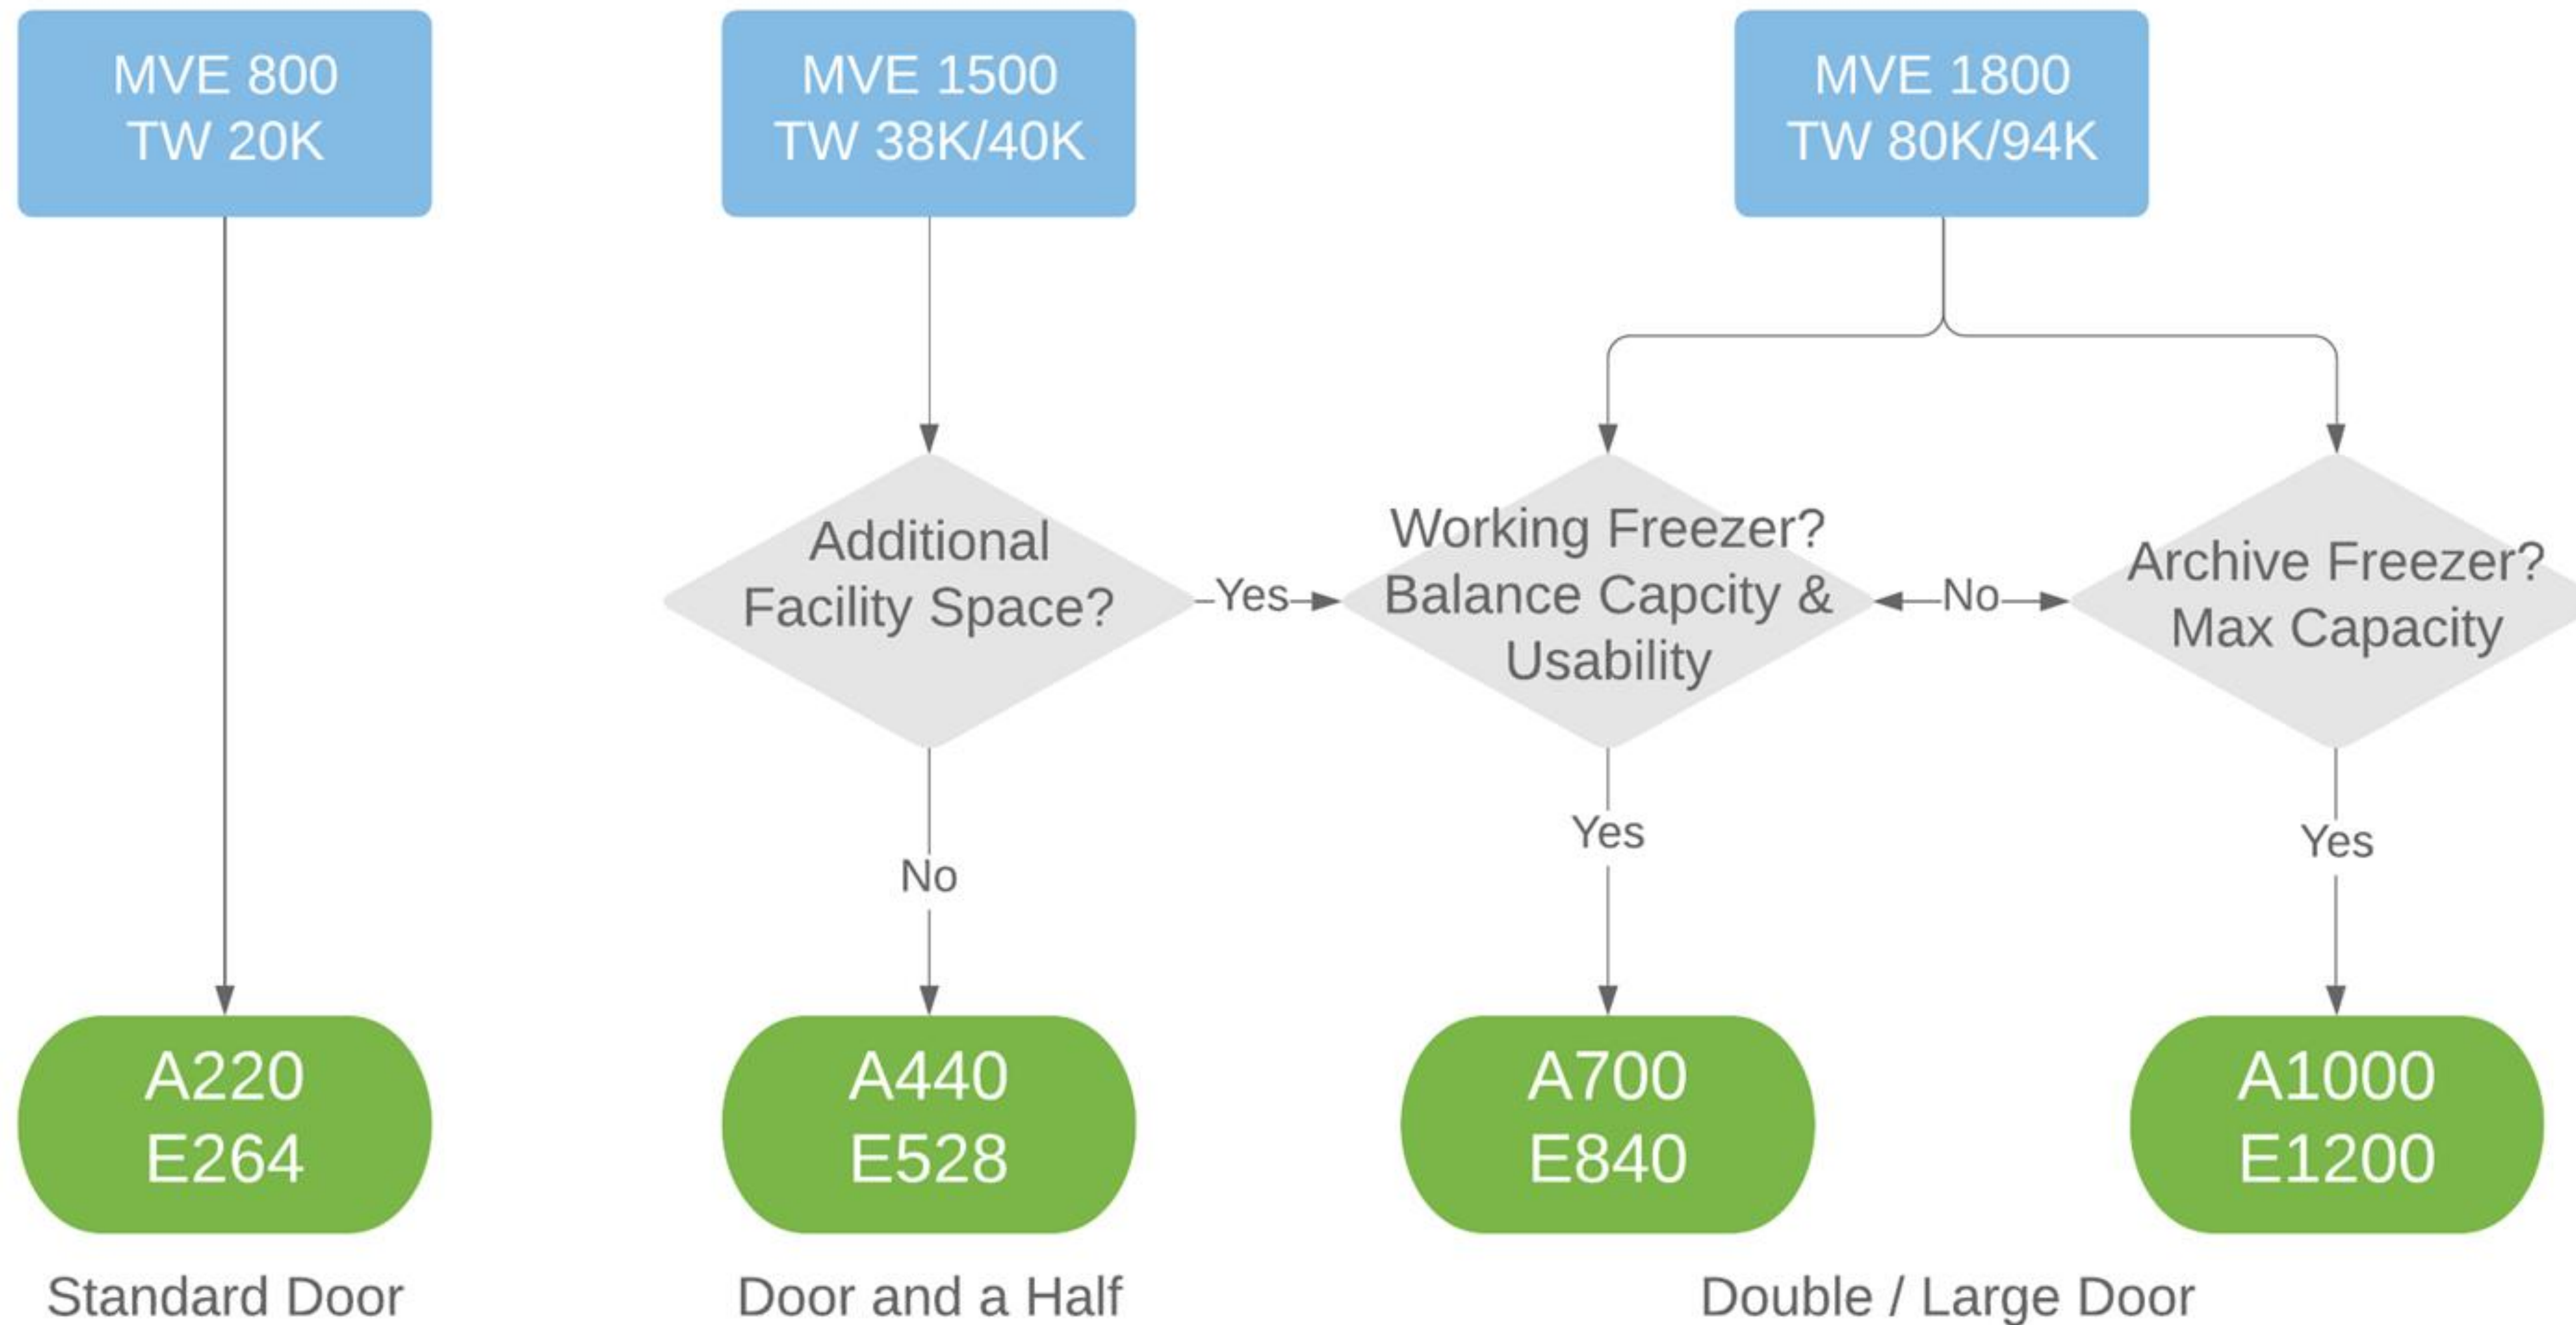 MVE 800
TW 20K
MVE 1500
TW 38K/40K
MVE 1800
TW 80K/94K
Additional
Facility Space?
Yes
Working Freezer?
Balance Capcity &
Usability
No
Archive Freezer?
Max Capacity
No
Yes
Yes
A220
E264
A440
E528
A700
E840
A1000
E1200
Standard Door
Door and a Half
Double / Large Door